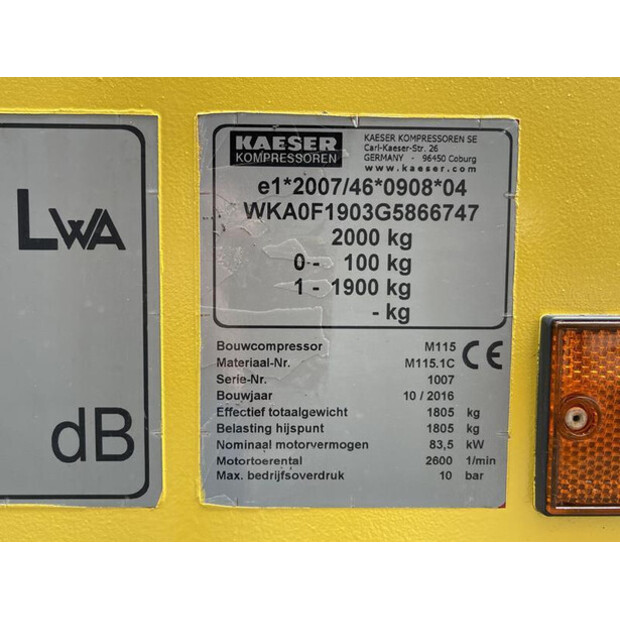 LWA
dB
KAESER
KOMPRESSOREN
KAESER KOMPRESSOREN SE
Carl-Kaeser-Str. 26
GERMANY - 96450 Coburg
www.kaeser.com
e1*2007/46*0908*04
WKA0F1903G5866747
2000 kg
0 - 100 kg
1 - 1900 kg
- kg
Bouwcompressor M115
Materiaal-Nr. M115.1C CE
Serie-Nr. 1007
Bouwjaar 10 / 2016
Effectief totaalgewicht 1805 kg
Belasting hijspunt 1805 kg
Nominaal motorvermogen 83,5 kW
Motortoerental 2600 1/min
Max. bedrijfsoverdruk 10 bar